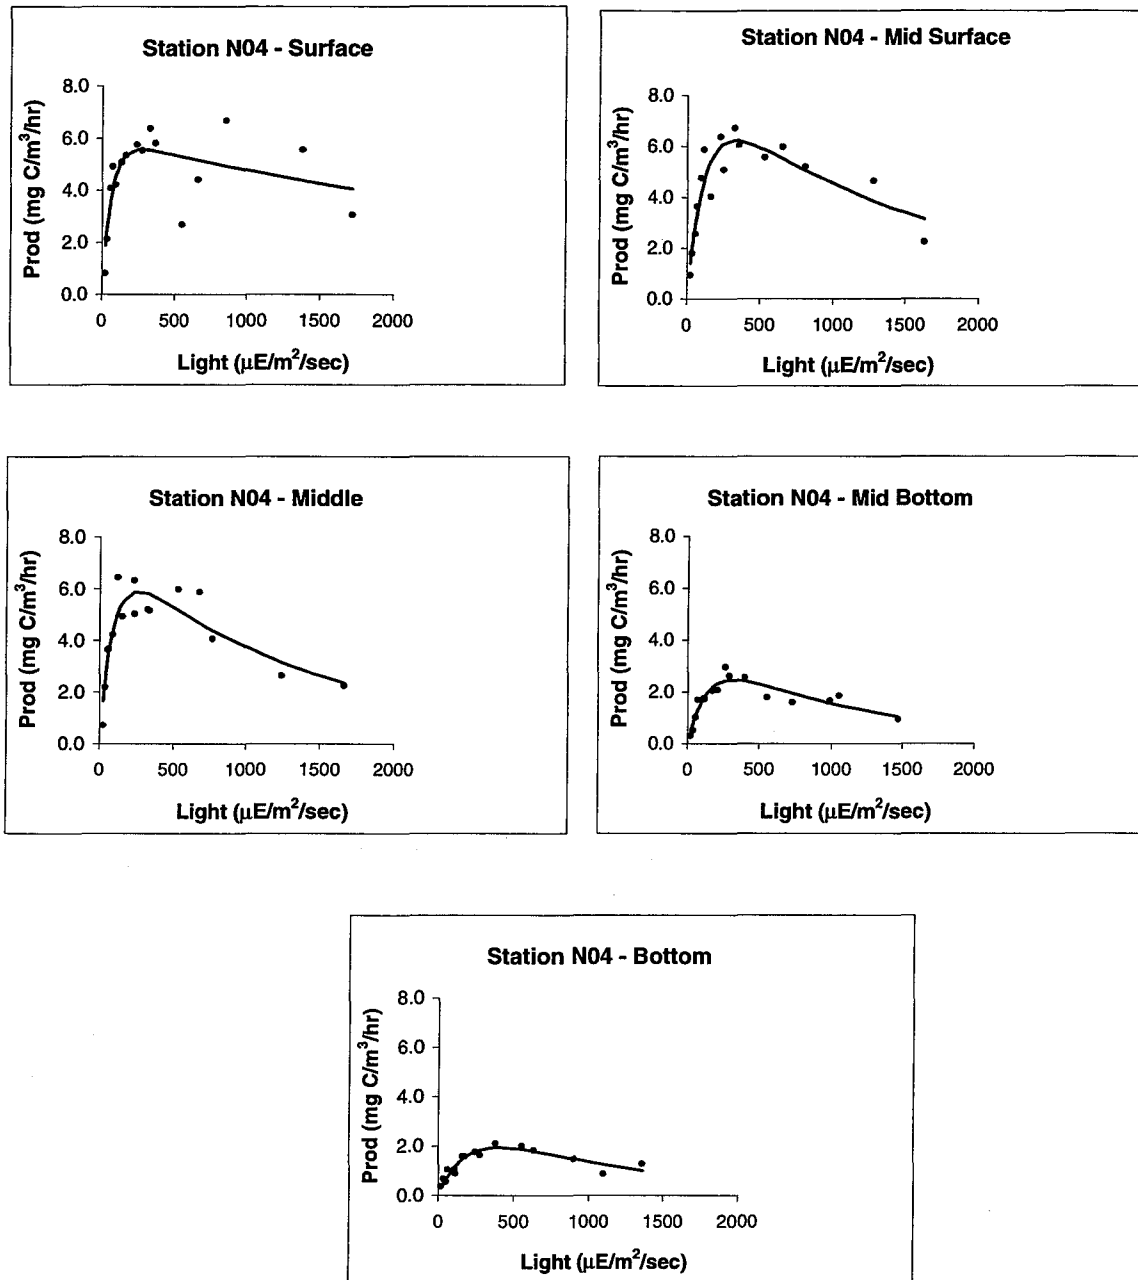 Station N04 - Surface
Prod (mg C/m³/hr)
8.0
6.0
4.0
2.0
0.0
0 500 1000 1500 2000
Light (µE/m²/sec)
Station N04 - Mid Surface
Prod (mg C/m³/hr)
8.0
6.0
4.0
2.0
0.0
0 500 1000 1500 2000
Light (µE/m²/sec)
Station N04 - Middle
Prod (mg C/m³/hr)
8.0
6.0
4.0
2.0
0.0
0 500 1000 1500 2000
Light (µE/m²/sec)
Station N04 - Mid Bottom
Prod (mg C/m³/hr)
8.0
6.0
4.0
2.0
0.0
0 500 1000 1500 2000
Light (µE/m²/sec)
Station N04 - Bottom
Prod (mg C/m³/hr)
8.0
6.0
4.0
2.0
0.0
0 500 1000 1500 2000
Light (µE/m²/sec)